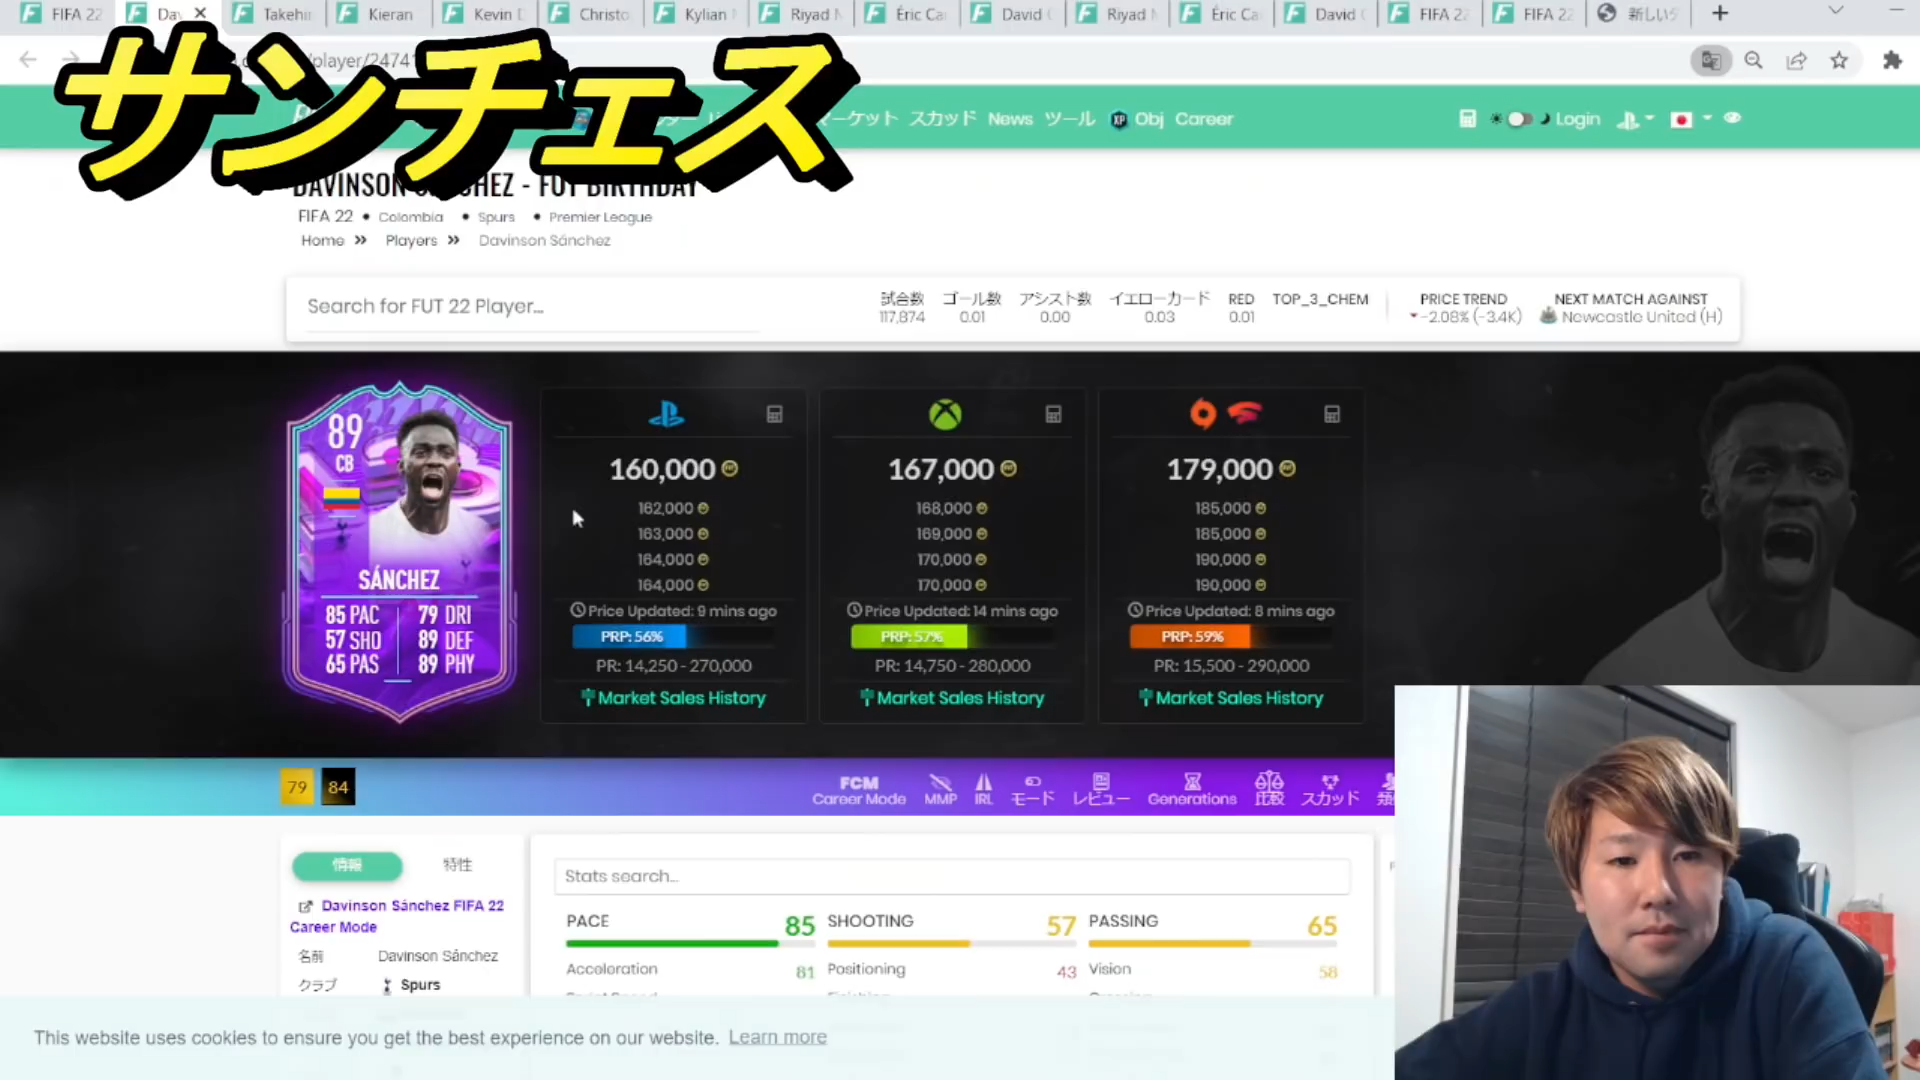 FIFA 22
Takehi
Kieran
Kevin D
Christo
Kylian
Riyad M
Éric Ca
David
Riyad M
Éric Ca
David
FIFA 22
FIFA 22
新しいタ
サンチェス
/player/2474
マーケット スカッド News ツール Obj Career
Login
DAVINSON SÁNCHEZ - FUT BIRTHDAY
FIFA 22 • Colombia • Spurs • Premier League
Home » Players » Davinson Sánchez
Search for FUT 22 Player...
試合数 ゴール数 アシスト数 イエローカード RED TOP_3_CHEM PRICE TREND NEXT MATCH AGAINST
117,874 0.01 0.00 0.03 0.01 -2.08% (-3.4K) Newcastle United (H)
89
CB
SÁNCHEZ
85 PAC 79 DRI
57 SHO 89 DEF
65 PAS 89 PHY
160,000
162,000
163,000
164,000
164,000
Price Updated: 9 mins ago
PRP: 56%
PR: 14,250 - 270,000
Market Sales History
167,000
168,000
169,000
170,000
170,000
Price Updated: 14 mins ago
PRP: 57%
PR: 14,750 - 280,000
Market Sales History
179,000
185,000
185,000
190,000
190,000
Price Updated: 8 mins ago
PRP: 59%
PR: 15,500 - 290,000
Market Sales History
79 84
FCM
Career Mode MMP IRL モード レビュー Generations 比較 スカッド
情報 特性
Davinson Sánchez FIFA 22
Career Mode
名前 Davinson Sánchez
クラブ Spurs
Stats search...
PACE 85 SHOOTING 57 PASSING 65
Acceleration 81 Positioning 43 Vision 58
This website uses cookies to ensure you get the best experience on our website. Learn more